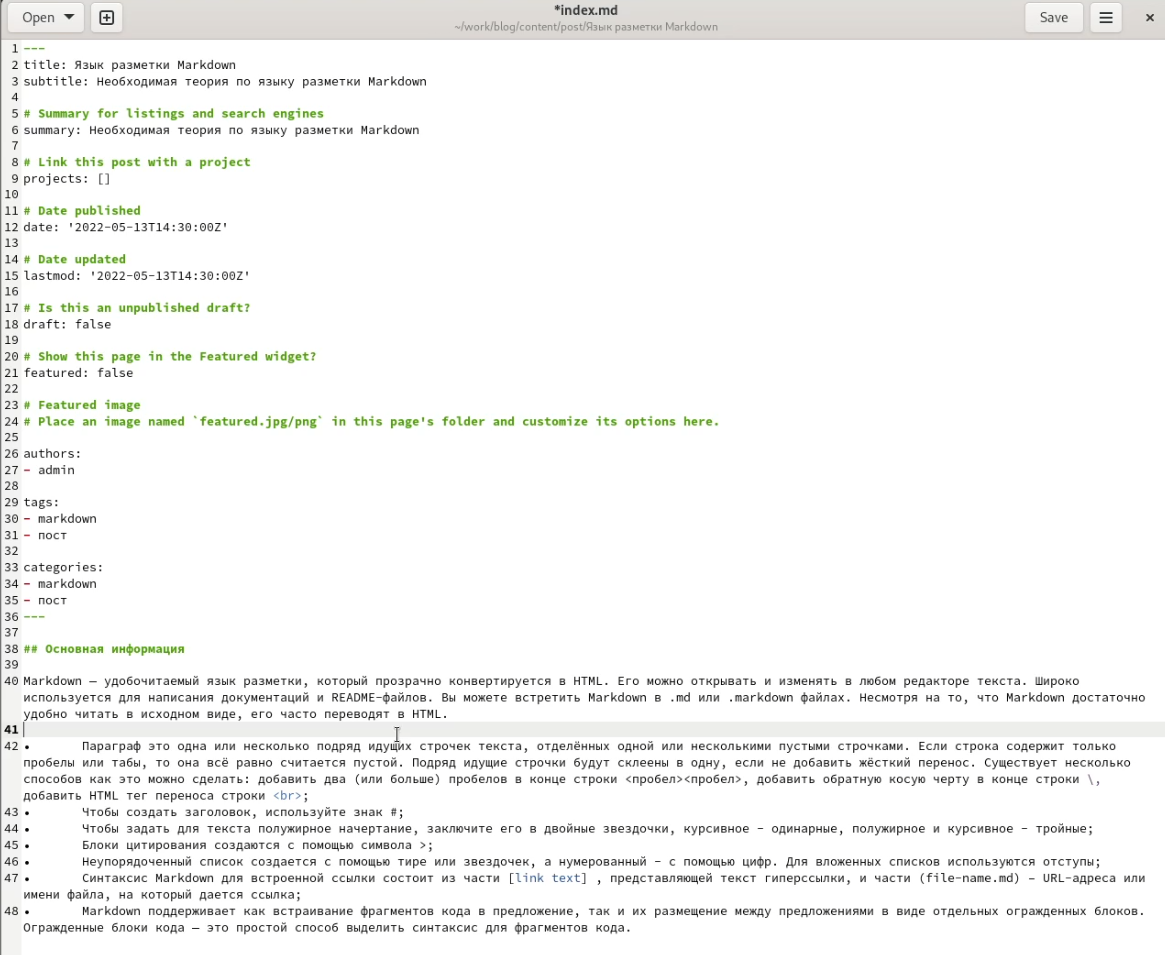 Open
*index.md
~/work/blog/content/post/Язык разметки Markdown
Save
1 ---
2 title: Язык разметки Markdown
3 subtitle: Необходимая теория по языку разметки Markdown
4
5 # Summary for listings and search engines
6 summary: Необходимая теория по языку разметки Markdown
7
8 # Link this post with a project
9 projects: []
10
11 # Date published
12 date: '2022-05-13T14:30:00Z'
13
14 # Date updated
15 lastmod: '2022-05-13T14:30:00Z'
16
17 # Is this an unpublished draft?
18 draft: false
19
20 # Show this page in the Featured widget?
21 featured: false
22
23 # Featured image
24 # Place an image named `featured.jpg/png` in this page's folder and customize its options here.
25
26 authors:
27 - admin
28
29 tags:
30 - markdown
31 - пост
32
33 categories:
34 - markdown
35 - пост
36 ---
37
38 ## Основная информация
39
40 Markdown — удобочитаемый язык разметки, который прозрачно конвертируется в HTML. Его можно открывать и изменять в любом редакторе текста. Широко
используется для написания документаций и README-файлов. Вы можете встретить Markdown в .md или .markdown файлах. Несмотря на то, что Markdown достаточно
удобно читать в исходном виде, его часто переводят в HTML.
41
42 • Параграф это одна или несколько подряд идущих строчек текста, отделённых одной или несколькими пустыми строчками. Если строка содержит только
пробелы или табы, то она всё равно считается пустой. Подряд идущие строчки будут склеены в одну, если не добавить жёсткий перенос. Существует несколько
способов как это можно сделать: добавить два (или больше) пробелов в конце строки <пробел><пробел>, добавить обратную косую черту в конце строки \,
добавить HTML тег переноса строки <br>;
43 • Чтобы создать заголовок, используйте знак #;
44 • Чтобы задать для текста полужирное начертание, заключите его в двойные звездочки, курсивное - одинарные, полужирное и курсивное - тройные;
45 • Блоки цитирования создаются с помощью символа >;
46 • Неупорядоченный список создается с помощью тире или звездочек, а нумерованный - с помощью цифр. Для вложенных списков используются отступы;
47 • Синтаксис Markdown для встроенной ссылки состоит из части [link text] , представляющей текст гиперссылки, и части (file-name.md) – URL-адреса или
имени файла, на который дается ссылка;
48 • Markdown поддерживает как встраивание фрагментов кода в предложение, так и их размещение между предложениями в виде отдельных огражденных блоков.
Огражденные блоки кода — это простой способ выделить синтаксис для фрагментов кода.